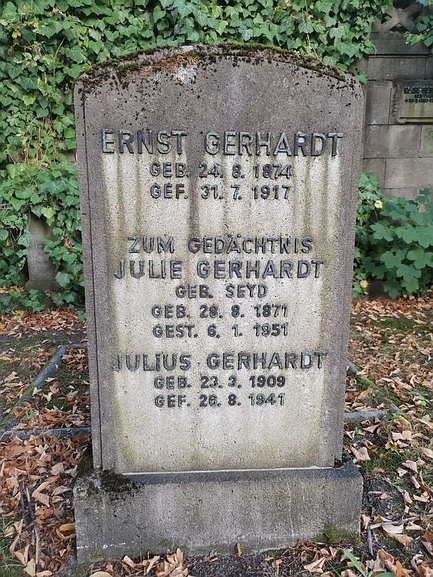 ERNST GERHARDT
GEB. 24. 8. 1874
GEF. 31. 7. 1917
ZUM GEDÄCHTNIS
JULIE GERHARDT
GEB. SEYD
GEB. 28. 8. 1871
GEST. 6. 1. 1951
JULIUS GERHARDT
GEB. 23. 3. 1909
GEF. 26. 8. 1941